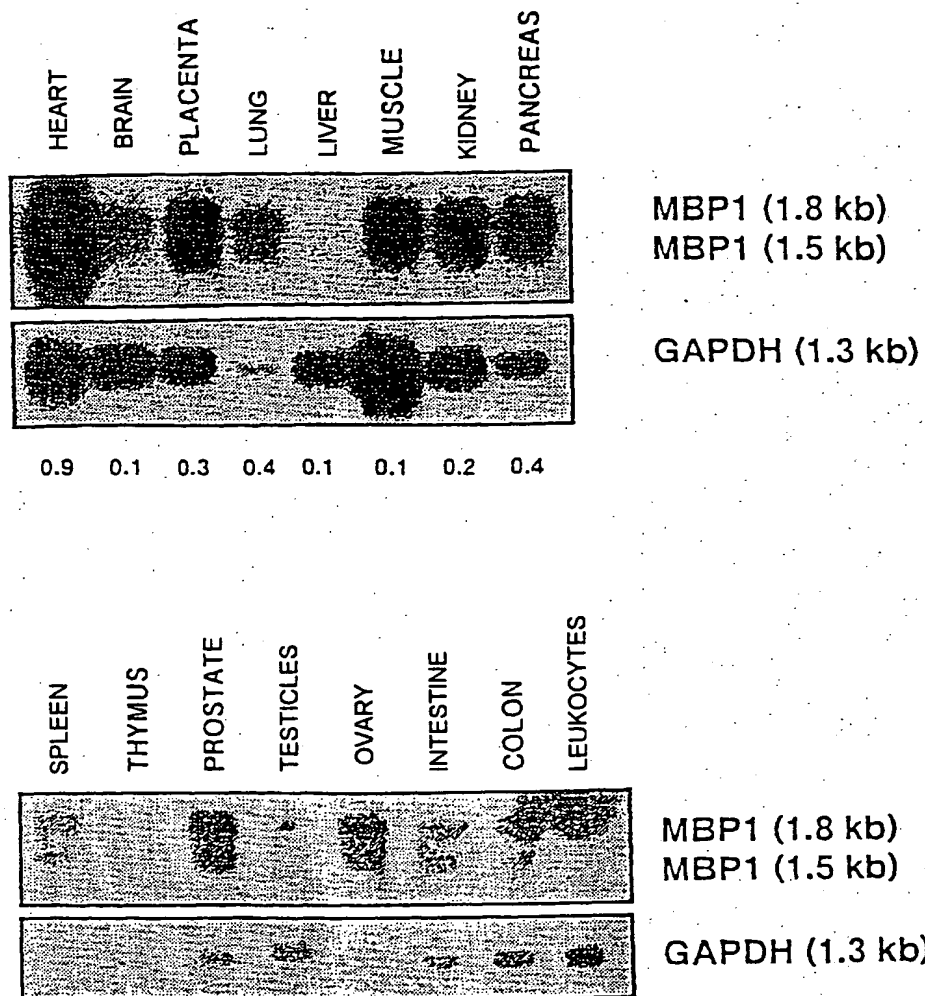 HEART BRAIN PLACENTA LUNG LIVER MUSCLE KIDNEY PANCREAS
MBP1 (1.8 kb)
MBP1 (1.5 kb)
GAPDH (1.3 kb)
0.9 0.1 0.3 0.4 0.1 0.1 0.2 0.4
SPLEEN THYMUS PROSTATE TESTICLES OVARY INTESTINE COLON LEUKOCYTES
MBP1 (1.8 kb)
MBP1 (1.5 kb)
GAPDH (1.3 kb)